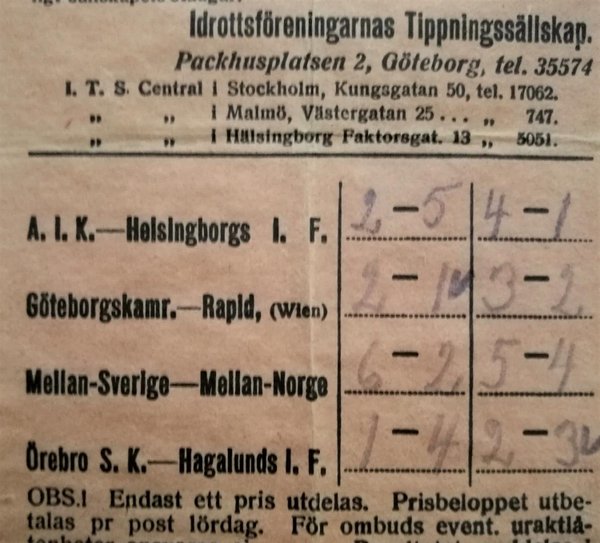 Idrottsföreningarnas Tippningssällskap.
Packhusplatsen 2, Göteborg, tel. 35574
I. T. S. Central i Stockholm, Kungsgatan 50, tel. 17062.
„ „ i Malmö, Västergatan 25 ... „ 747.
„ „ i Hälsingborg Faktorsgat. 13 „ 5051.
A. I. K.—Helsingborgs I. F. 2 – 5 4 – 1
Göteborgskamr.—Rapid, (Wien) 2 – 1 3 – 2
Mellan-Sverige—Mellan-Norge 6 – 2 5 – 4
Örebro S. K.—Hagalunds I. F. 1 – 4 2 – 3
OBS.! Endast ett pris utdelas. Prisbeloppet utbe-
talas pr post lördag. För ombuds event. uraktlå-